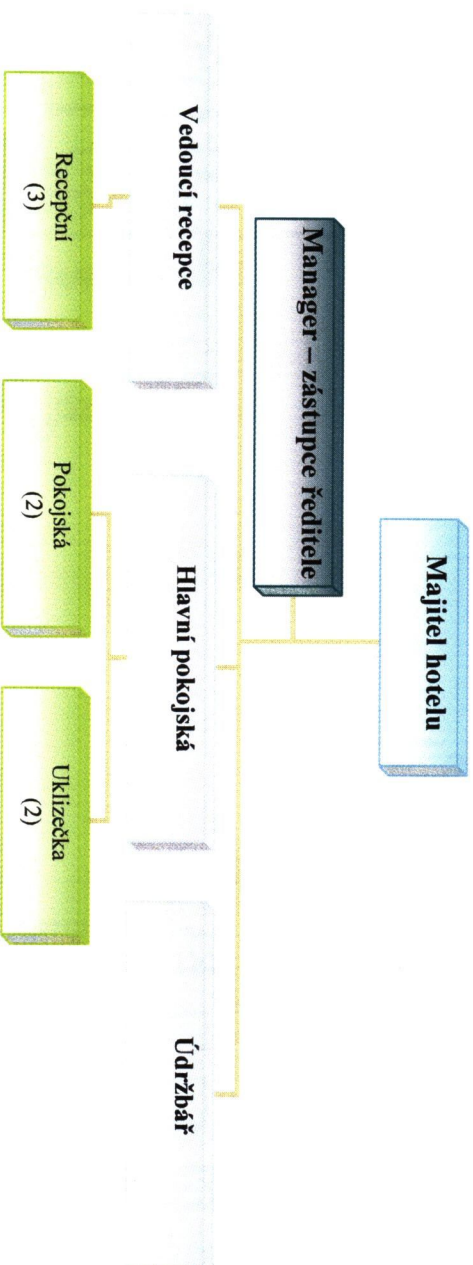 Majitel hotelu
Manager – zástupce ředitele
Vedoucí recepce
Hlavní pokojská
Údržbář
Recepční
(3)
Pokojská
(2)
Uklizečka
(2)